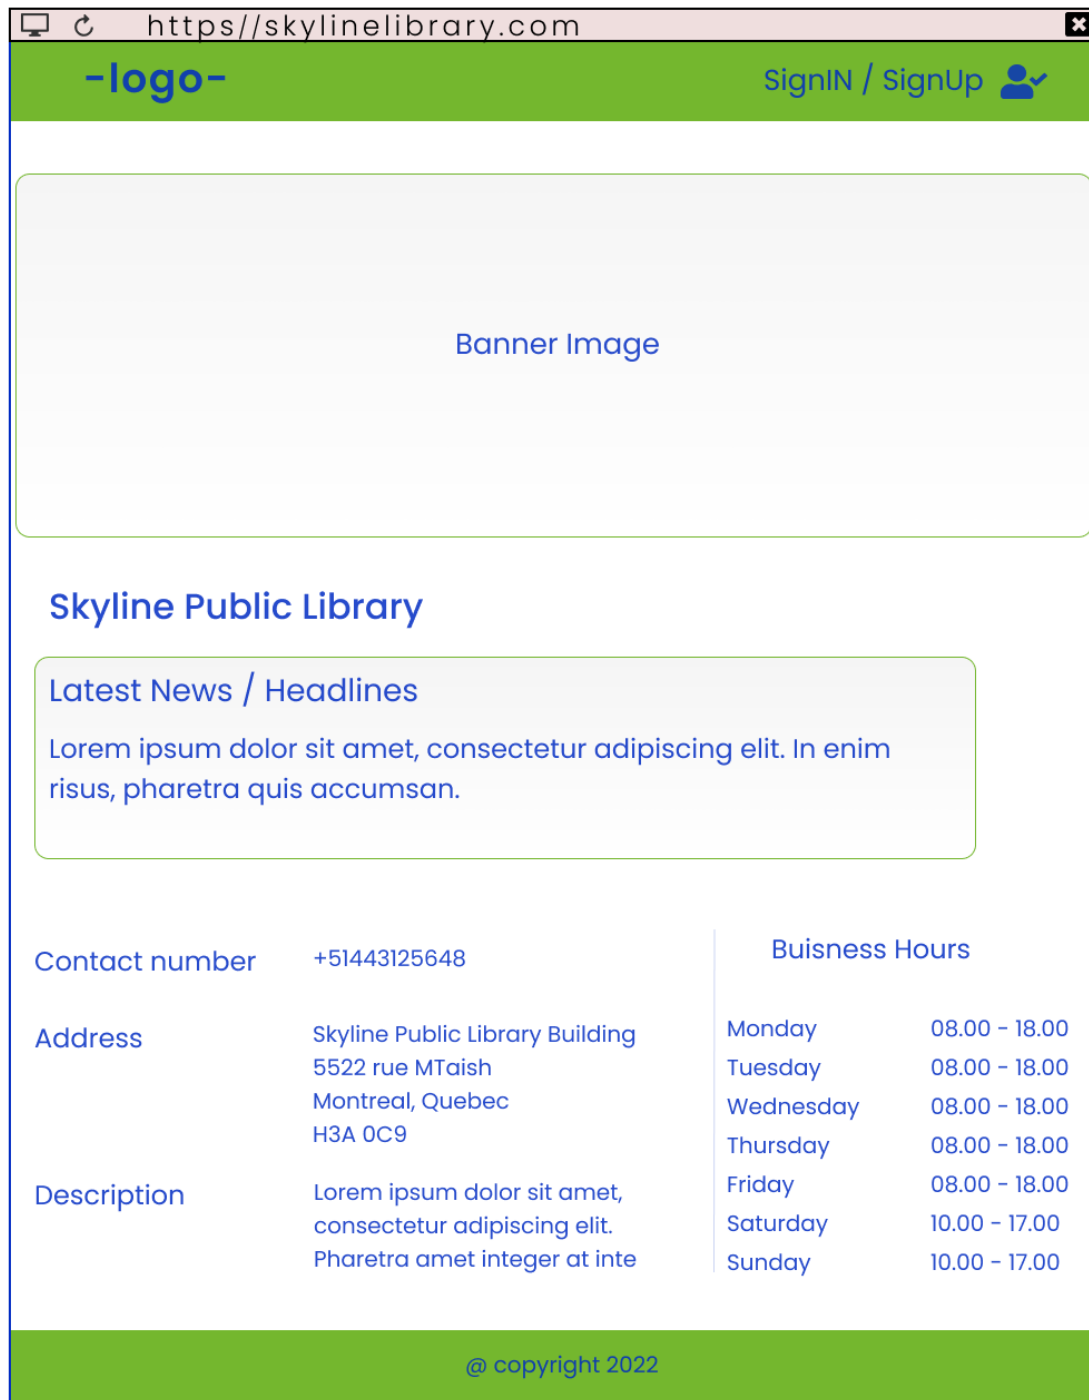 https//skylinelibrary.com
-logo-
SignIN / SignUp
Banner Image
Skyline Public Library
Latest News / Headlines
Lorem ipsum dolor sit amet, consectetur adipiscing elit. In enim
risus, pharetra quis accumsan.
Contact number
+51443125648
Address
Skyline Public Library Building
5522 rue MTaish
Montreal, Quebec
H3A 0C9
Description
Lorem ipsum dolor sit amet,
consectetur adipiscing elit.
Pharetra amet integer at inte
Buisness Hours
Monday 08.00 - 18.00
Tuesday 08.00 - 18.00
Wednesday 08.00 - 18.00
Thursday 08.00 - 18.00
Friday 08.00 - 18.00
Saturday 10.00 - 17.00
Sunday 10.00 - 17.00
@ copyright 2022